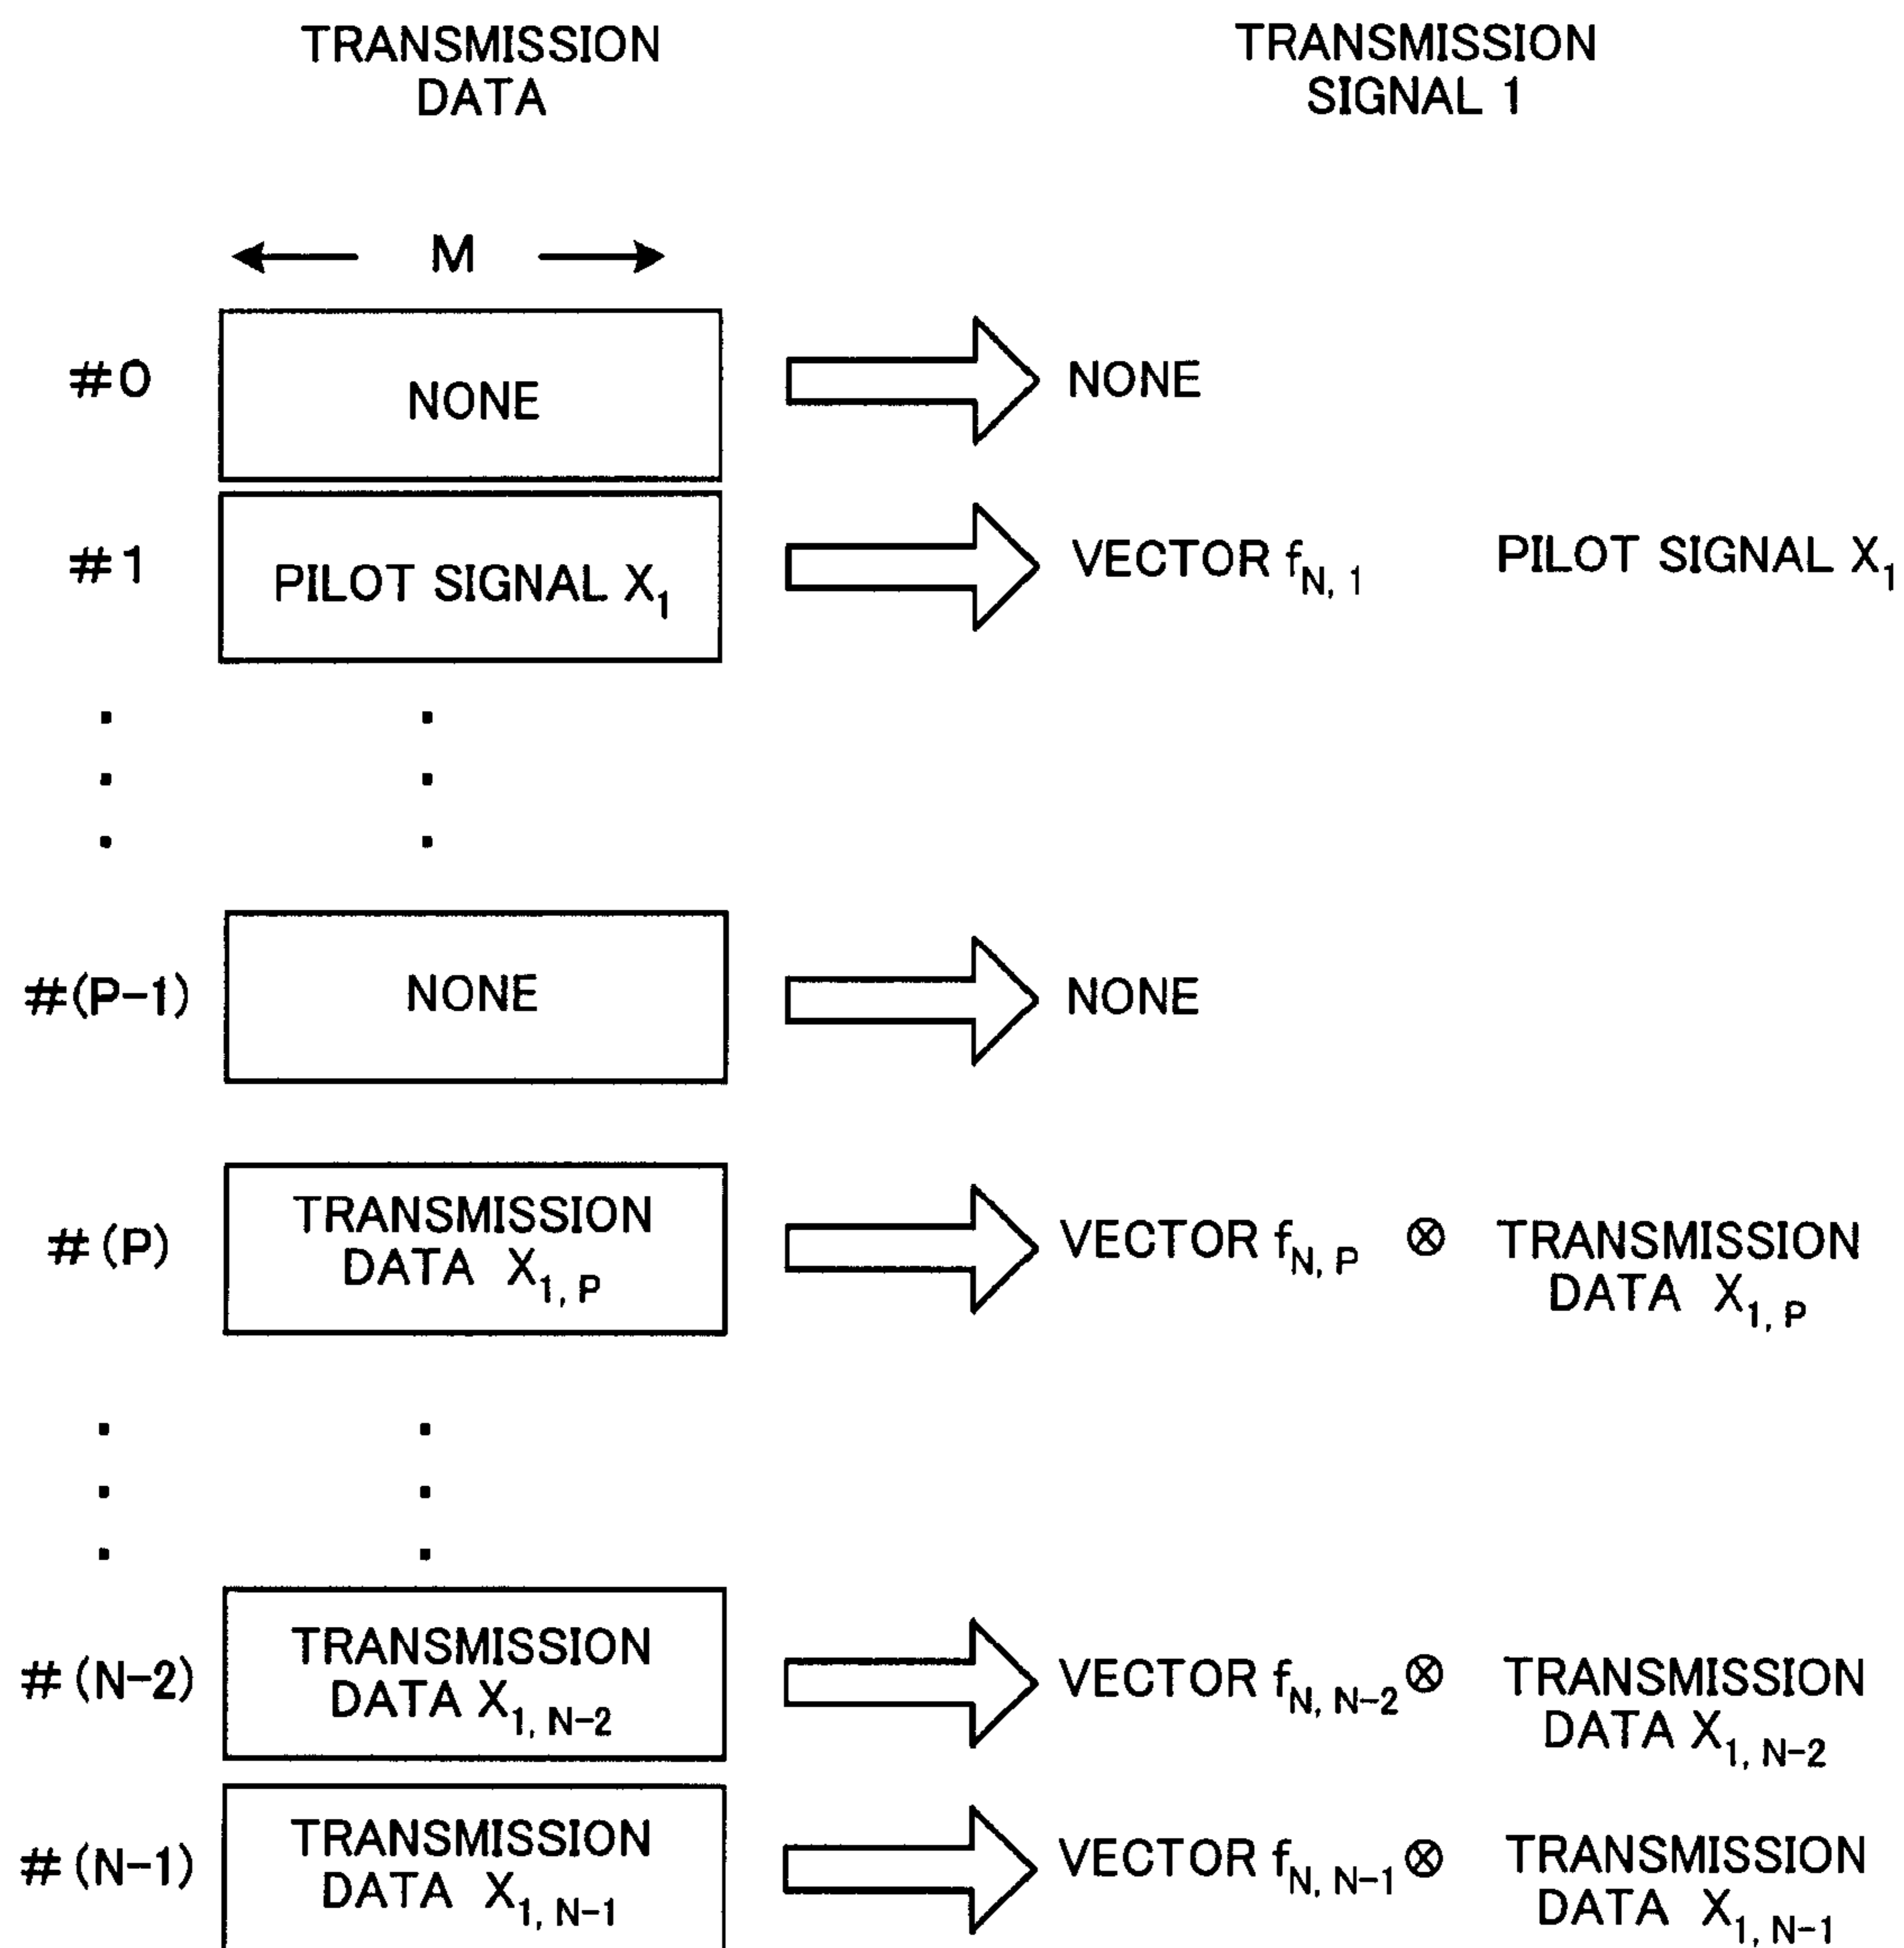 TRANSMISSION
DATA
TRANSMISSION
SIGNAL 1
M
#0
NONE
NONE
#1
PILOT SIGNAL X1
VECTOR fN, 1
PILOT SIGNAL X1
#(P-1)
NONE
NONE
#(P)
TRANSMISSION
DATA X1, P
VECTOR fN, P ⊗
TRANSMISSION
DATA X1, P
#(N-2)
TRANSMISSION
DATA X1, N-2
VECTOR fN, N-2 ⊗
TRANSMISSION
DATA X1, N-2
#(N-1)
TRANSMISSION
DATA X1, N-1
VECTOR fN, N-1 ⊗
TRANSMISSION
DATA X1, N-1